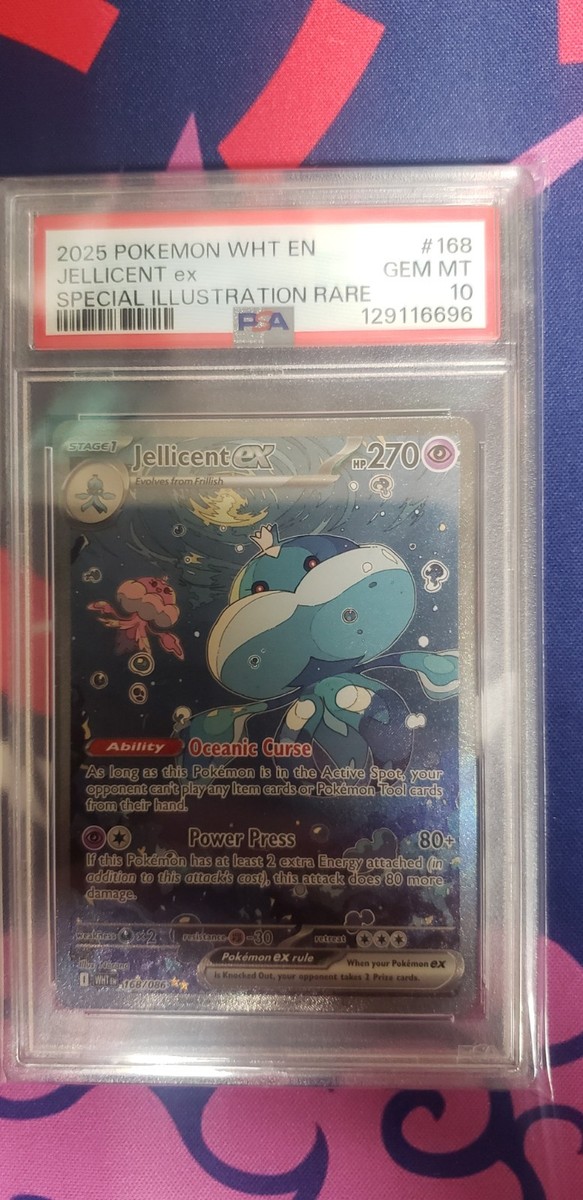 2025 POKEMON WHT EN #168
JELLICENT ex GEM MT
SPECIAL ILLUSTRATION RARE 10
PSA 129116696
STAGE 1 Jellicent ex HP 270
Evolves from Frillish
Ability Oceanic Curse
As long as this Pokémon is in the Active Spot, your
opponent can't play any Item cards or Pokémon Tool cards
from their hand.
Power Press 80+
If this Pokémon has at least 2 extra Energy attached (in
addition to this attack's cost), this attack does 80 more
damage.
weakness ×2 resistance -30 retreat
Pokémon ex rule When your Pokémon ex
is Knocked Out, your opponent takes 2 Prize cards.
I WHT EN 168/086